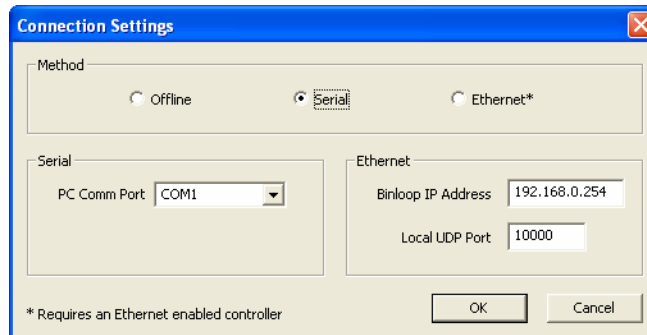 Connection Settings
Method
Offline
Serial
Ethernet*
Serial
PC Comm Port COM1
Ethernet
Binloop IP Address 192.168.0.254
Local UDP Port 10000
* Requires an Ethernet enabled controller
OK
Cancel